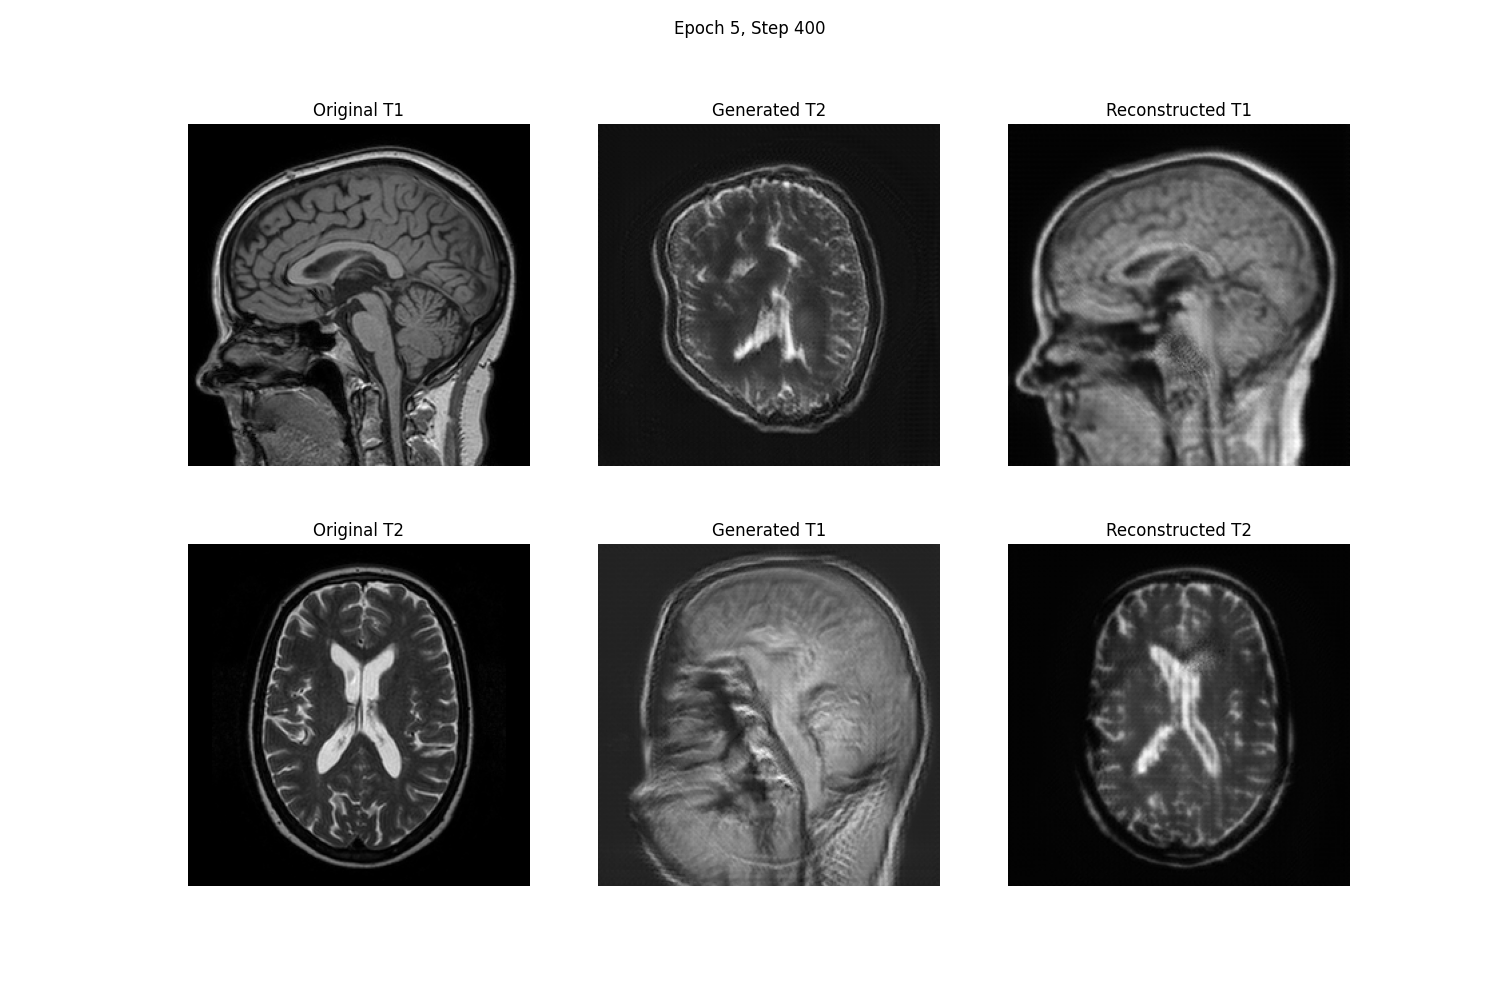 Epoch 5, Step 400
Original T1
Generated T2
Reconstructed T1
Original T2
Generated T1
Reconstructed T2